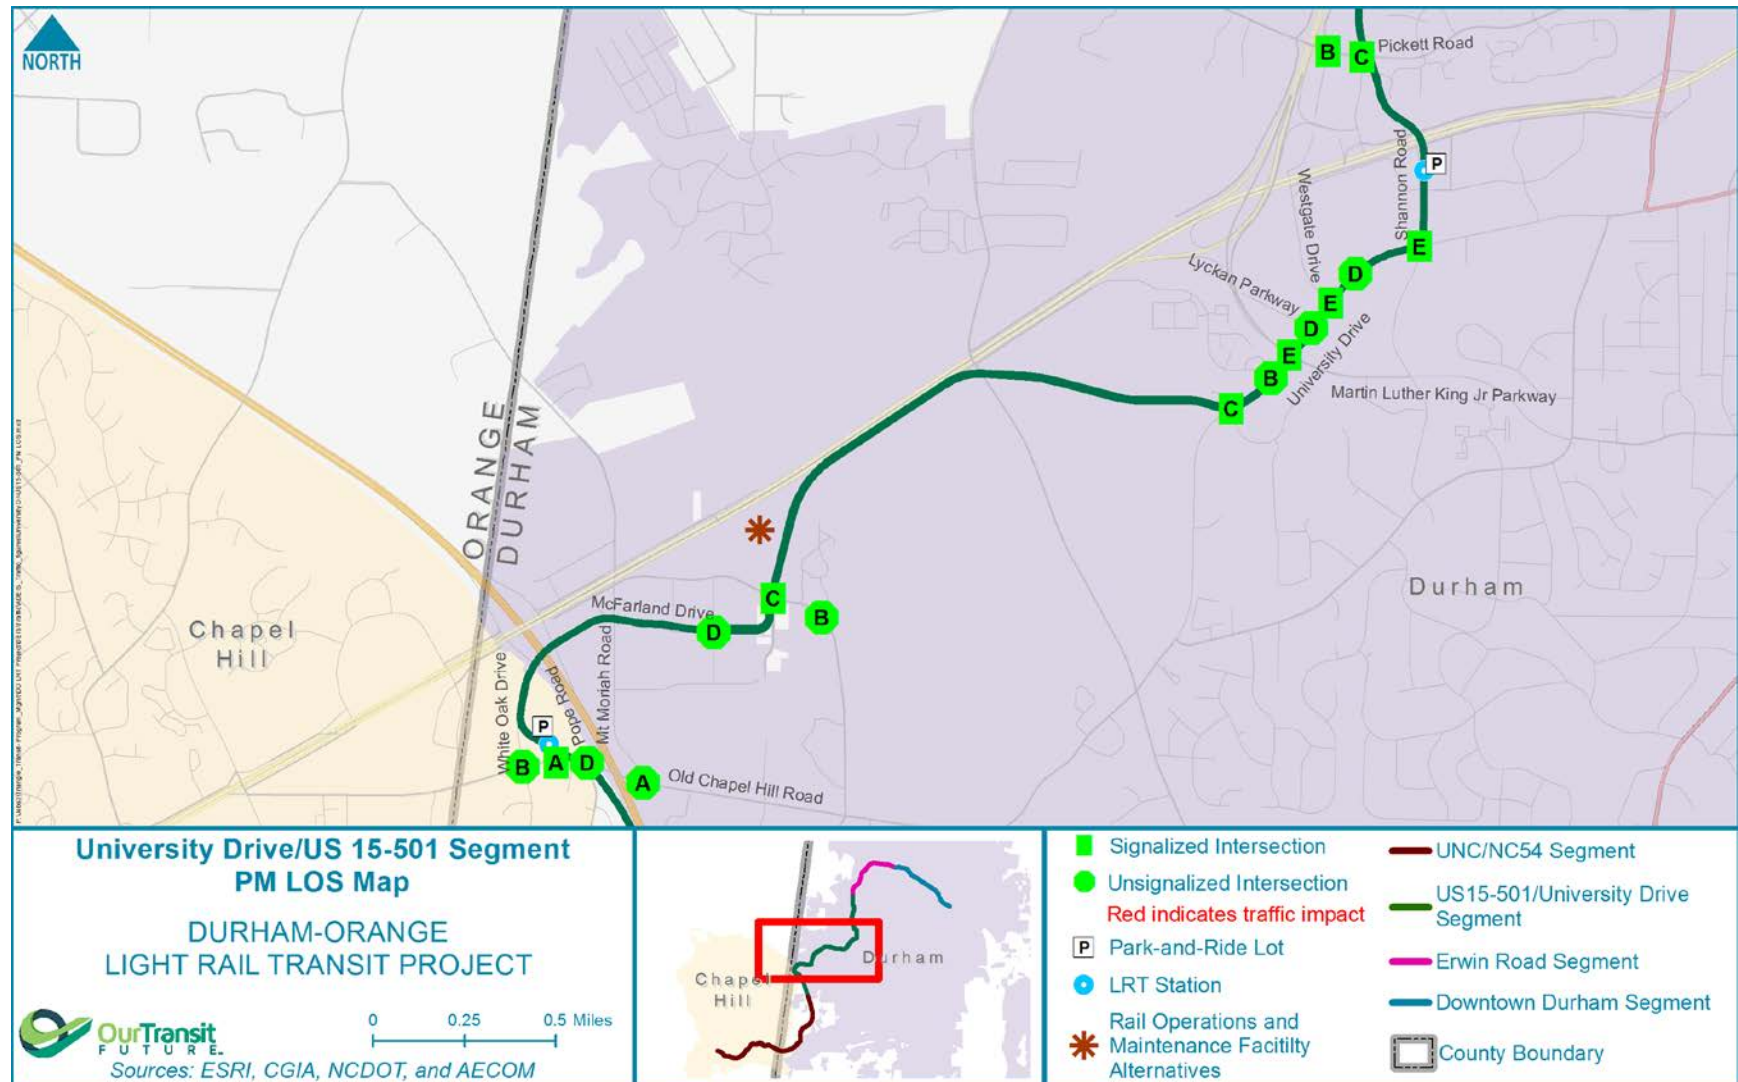 NORTH
B
C
Pickett Road
Shannon Road
P
Westgate Drive
E
D
Lyckan Parkway
E
D
E
University Drive
B
Martin Luther King Jr Parkway
C
ORANGE
DURHAM
Durham
C
McFarland Drive
B
D
Chapel
Hill
White Oak Drive
Pope Road
Mt Moriah Road
P
B
A
D
A
Old Chapel Hill Road
University Drive/US 15-501 Segment
PM LOS Map
DURHAM-ORANGE
LIGHT RAIL TRANSIT PROJECT
OurTransit
FUTURE
0 0.25 0.5 Miles
Sources: ESRI, CGIA, NCDOT, and AECOM
Durham
Chapel
Hill
Signalized Intersection
Unsignalized Intersection
Red indicates traffic impact
P Park-and-Ride Lot
LRT Station
Rail Operations and
Maintenance Facitilty
Alternatives
UNC/NC54 Segment
US15-501/University Drive
Segment
Erwin Road Segment
Downtown Durham Segment
County Boundary